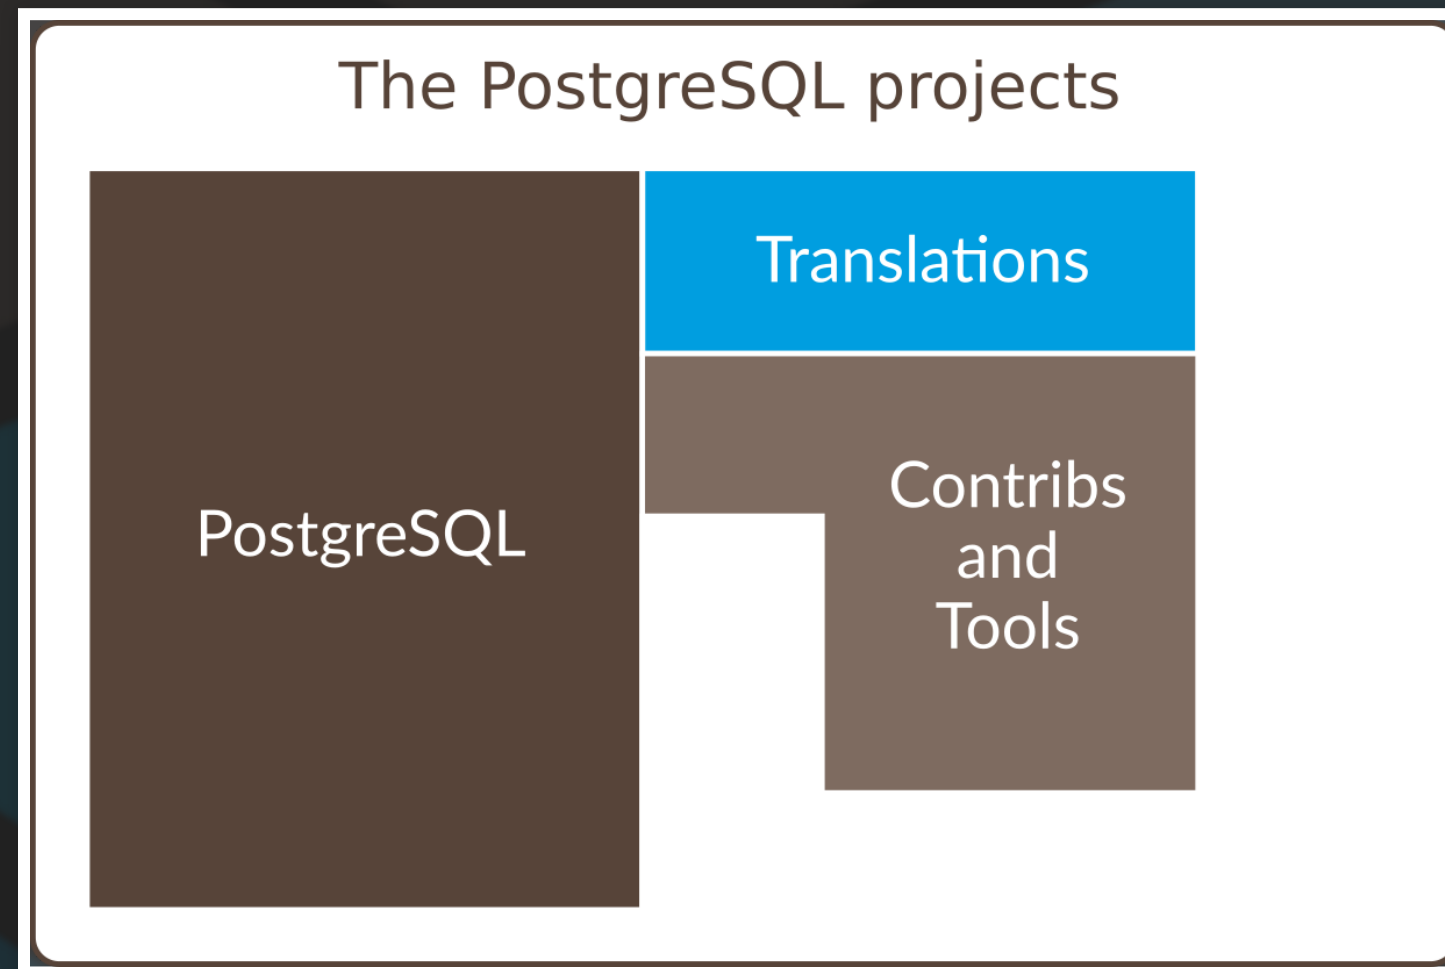 The PostgreSQL projects
PostgreSQL
Translations
Contribs
and
Tools